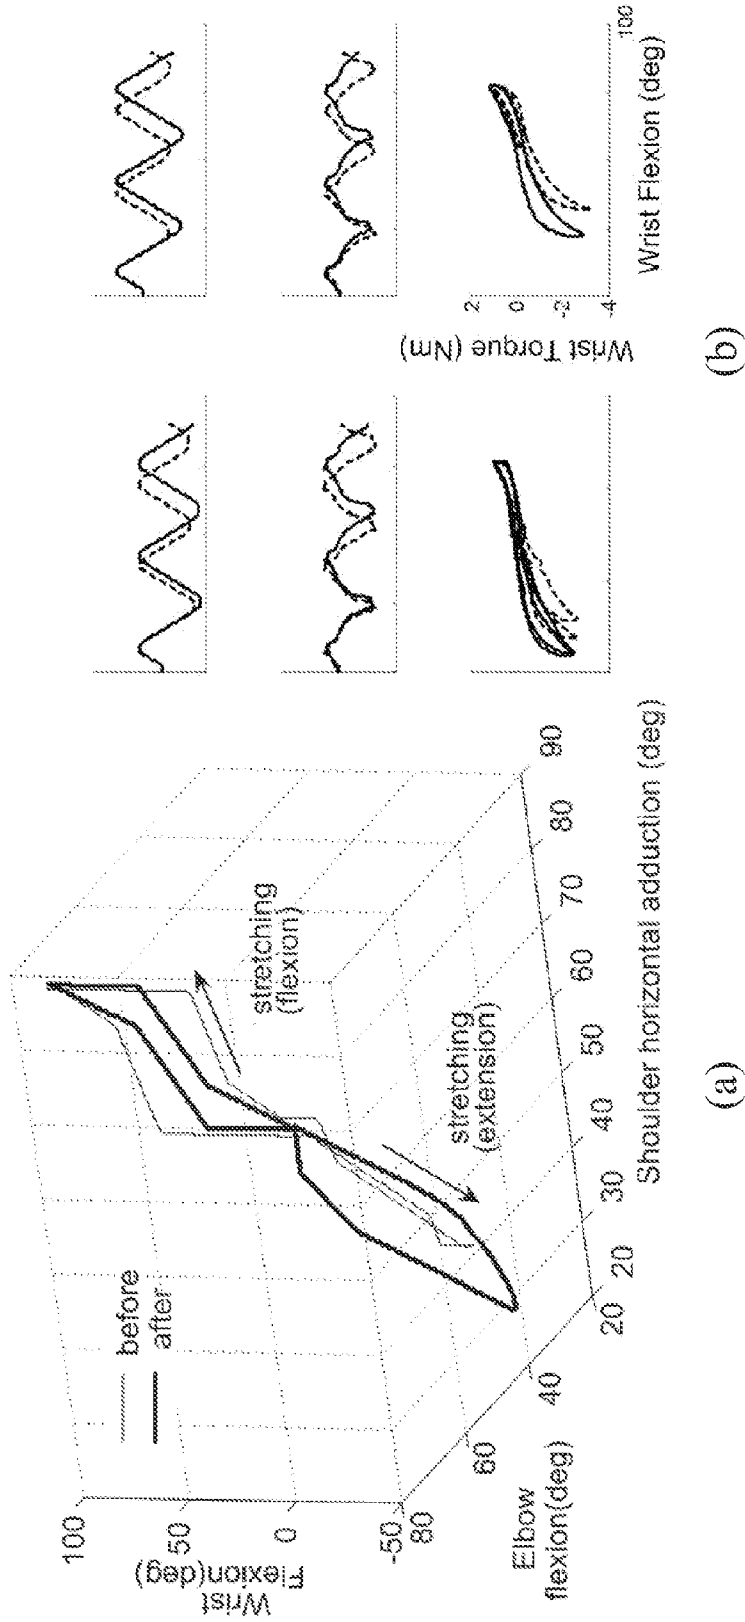 100
50
0
-50
Wrist
Flexion(deg)
before
after
stretching
(flexion)
stretching
(extension)
80
60
40
20
Elbow
flexion(deg)
20
30
40
50
60
70
80
90
Shoulder horizontal adduction (deg)
(a)
2
0
-2
-4
Wrist Torque (Nm)
100
Wrist Flexion (deg)
(b)